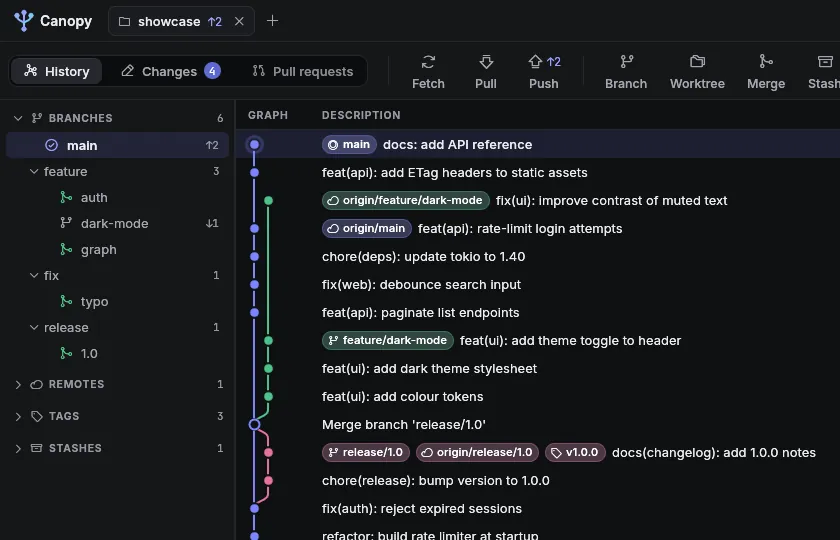 Canopy showcase ↑2
History Changes 4 Pull requests Fetch Pull Push ↑2 Branch Worktree Merge Stash
BRANCHES 6
main ↑2
feature 3
auth
dark-mode ↓1
graph
fix 1
typo
release 1
1.0
REMOTES 1
TAGS 3
STASHES 1
GRAPH DESCRIPTION
main docs: add API reference
feat(api): add ETag headers to static assets
origin/feature/dark-mode fix(ui): improve contrast of muted text
origin/main feat(api): rate-limit login attempts
chore(deps): update tokio to 1.40
fix(web): debounce search input
feat(api): paginate list endpoints
feature/dark-mode feat(ui): add theme toggle to header
feat(ui): add dark theme stylesheet
feat(ui): add colour tokens
Merge branch 'release/1.0'
release/1.0 origin/release/1.0 v1.0.0 docs(changelog): add 1.0.0 notes
chore(release): bump version to 1.0.0
fix(auth): reject expired sessions
refactor: build rate limiter at startup